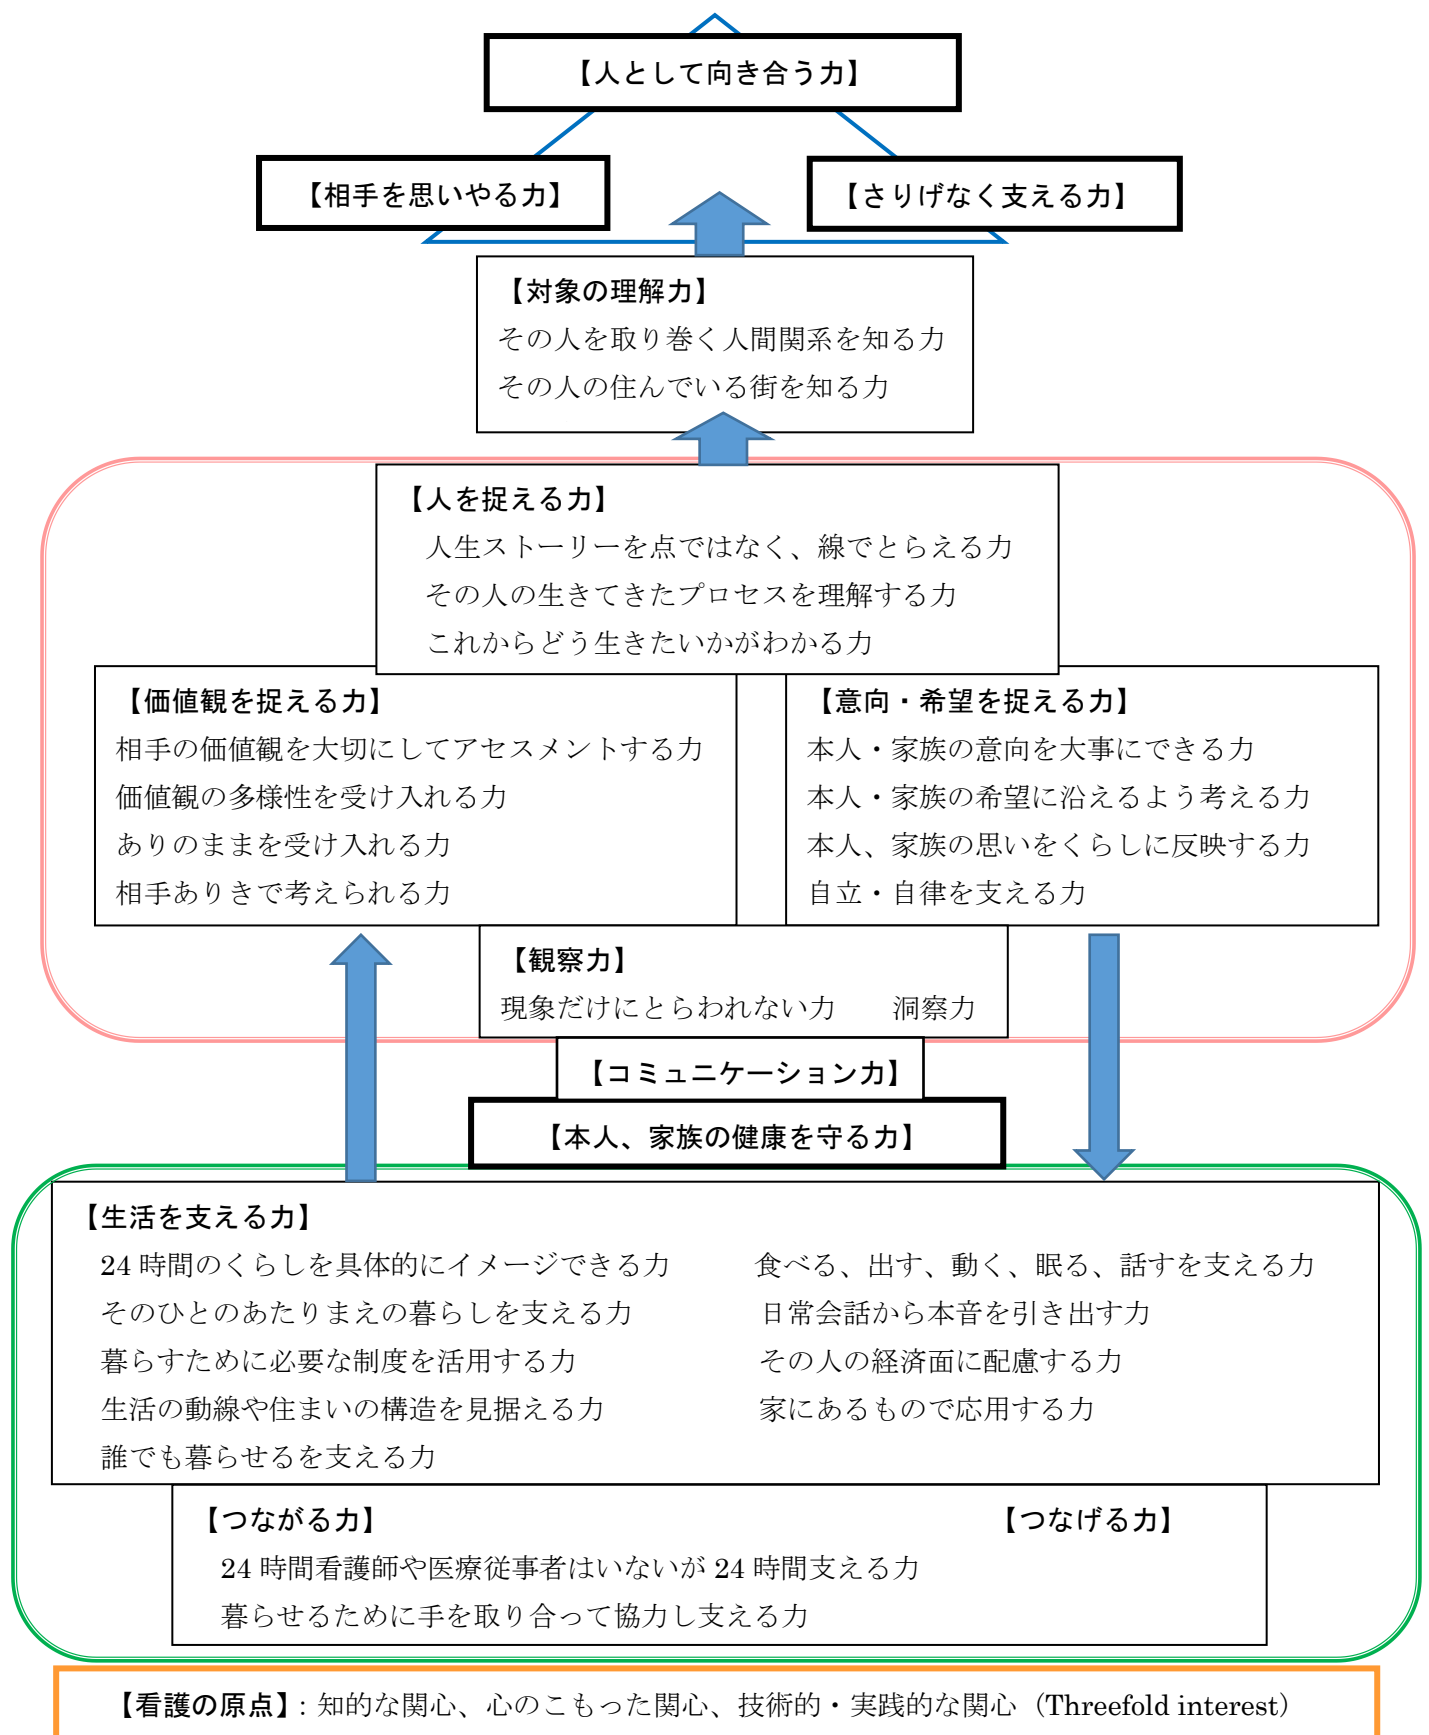 【人として向き合う力】
【相手を思いやる力】
【さりげなく支える力】
【対象の理解力】
その人を取り巻く人間関系を知る力
その人の住んでいる街を知る力
【人を捉える力】
人生ストーリーを点ではなく、線でとらえる力
その人の生きてきたプロセスを理解する力
これからどう生きたいかがわかる力
【価値観を捉える力】
相手の価値観を大切にしてアセスメントする力
価値観の多様性を受け入れる力
ありのままを受け入れる力
相手ありきで考えられる力
【意向・希望を捉える力】
本人・家族の意向を大事にできる力
本人・家族の希望に沿えるよう考える力
本人、家族の思いをくらしに反映する力
自立・自律を支える力
【観察力】
現象だけにとらわれない力　　洞察力
【コミュニケーション力】
【本人、家族の健康を守る力】
【生活を支える力】
24 時間のくらしを具体的にイメージできる力　　　食べる、出す、動く、眠る、話すを支える力
そのひとのあたりまえの暮らしを支える力　　　日常会話から本音を引き出す力
暮らすために必要な制度を活用する力　　　その人の経済面に配慮する力
生活の動線や住まいの構造を見据える力　　　家にあるもので応用する力
誰でも暮らせるを支える力
【つながる力】　　　【つなげる力】
24 時間看護師や医療従事者はいないが 24 時間支える力
暮らせるために手を取り合って協力し支える力
【看護の原点】：知的な関心、心のこもった関心、技術的・実践的な関心（Threefold interest）